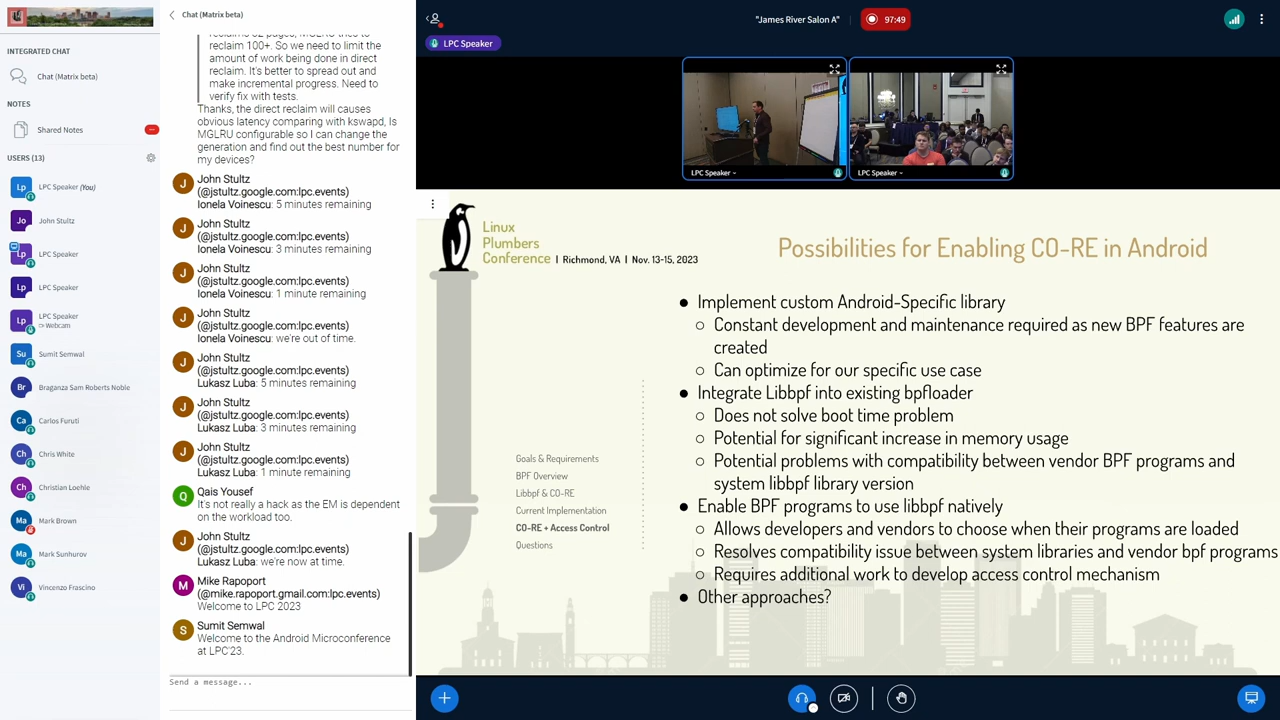 INTEGRATED CHAT
Chat (Matrix beta)
NOTES
Shared Notes
USERS (13)
Lp
LPC Speaker (You)
Jo
John Stultz
Lp
LPC Speaker
Lp
LPC Speaker
Lp
LPC Speaker
Webcam
Su
Sumit Semwal
Br
Braganza Sam Roberts Noble
Ca
Carlos Furuti
Ch
Chris White
Ch
Christian Loehle
Ma
Mark Brown
Ma
Mark Sunhurov
Vi
Vincenzo Frascino
Chat (Matrix beta)
reclaims 32 pages, MGLRU tries to
reclaim 100+. So we need to limit the
amount of work being done in direct
reclaim. It's better to spread out and
make incremental progress. Need to
verify fix with tests.
Thanks, the direct reclaim will causes
obvious latency comparing with kswapd, Is
MGLRU configurable so I can change the
generation and find out the best number for
my devices?
J
John Stultz
(@jstultz.google.com:lpc.events)
Ionela Voinescu: 5 minutes remaining
J
John Stultz
(@jstultz.google.com:lpc.events)
Ionela Voinescu: 3 minutes remaining
J
John Stultz
(@jstultz.google.com:lpc.events)
Ionela Voinescu: 1 minute remaining
J
John Stultz
(@jstultz.google.com:lpc.events)
Ionela Voinescu: we're out of time.
J
John Stultz
(@jstultz.google.com:lpc.events)
Lukasz Luba: 5 minutes remaining
J
John Stultz
(@jstultz.google.com:lpc.events)
Lukasz Luba: 3 minutes remaining
J
John Stultz
(@jstultz.google.com:lpc.events)
Lukasz Luba: 1 minute remaining
Q
Qais Yousef
It's not really a hack as the EM is dependent
on the workload too.
J
John Stultz
(@jstultz.google.com:lpc.events)
Lukasz Luba: we're now at time.
M
Mike Rapoport
(@mike.rapoport.gmail.com:lpc.events)
Welcome to LPC 2023
S
Sumit Semwal
Welcome to the Android Microconference
at LPC'23.
Send a message...
"James River Salon A"
97:49
LPC Speaker
LPC Speaker
LPC Speaker
Linux
Plumbers
Conference | Richmond, VA | Nov. 13-15, 2023
Possibilities for Enabling CO-RE in Android
● Implement custom Android-Specific library
○ Constant development and maintenance required as new BPF features are
created
○ Can optimize for our specific use case
● Integrate Libbpf into existing bpfloader
○ Does not solve boot time problem
○ Potential for significant increase in memory usage
○ Potential problems with compatibility between vendor BPF programs and
system libbpf library version
● Enable BPF programs to use libbpf natively
○ Allows developers and vendors to choose when their programs are loaded
○ Resolves compatibility issue between system libraries and vendor bpf programs
○ Requires additional work to develop access control mechanism
● Other approaches?
Goals & Requirements
BPF Overview
Libbpf & CO-RE
Current Implementation
CO-RE + Access Control
Questions